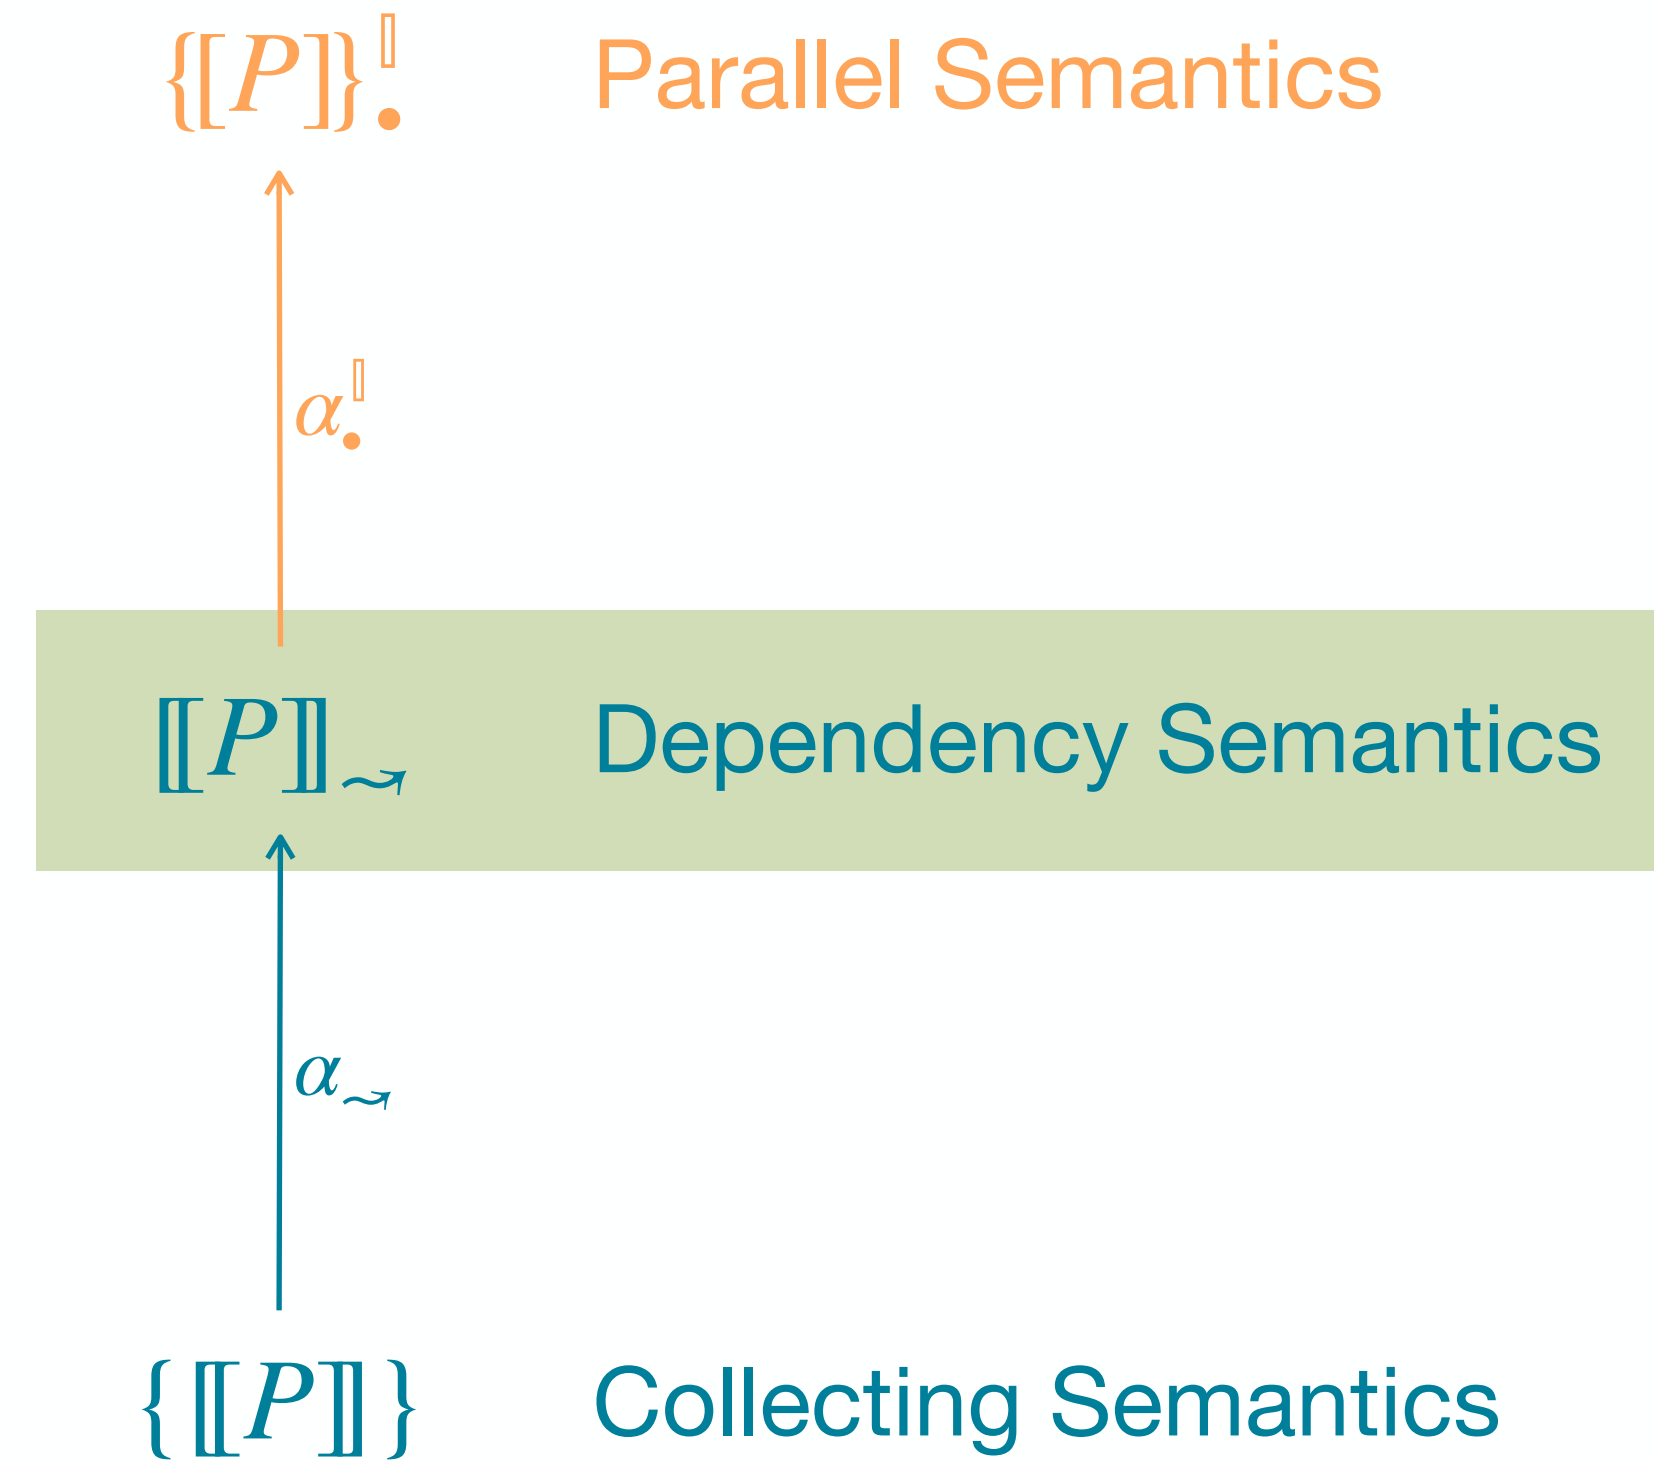 {⟦P⟧}•▯ Parallel Semantics
α•▯
⟦P⟧⤳ Dependency Semantics
α⤳
{⟦P⟧} Collecting Semantics